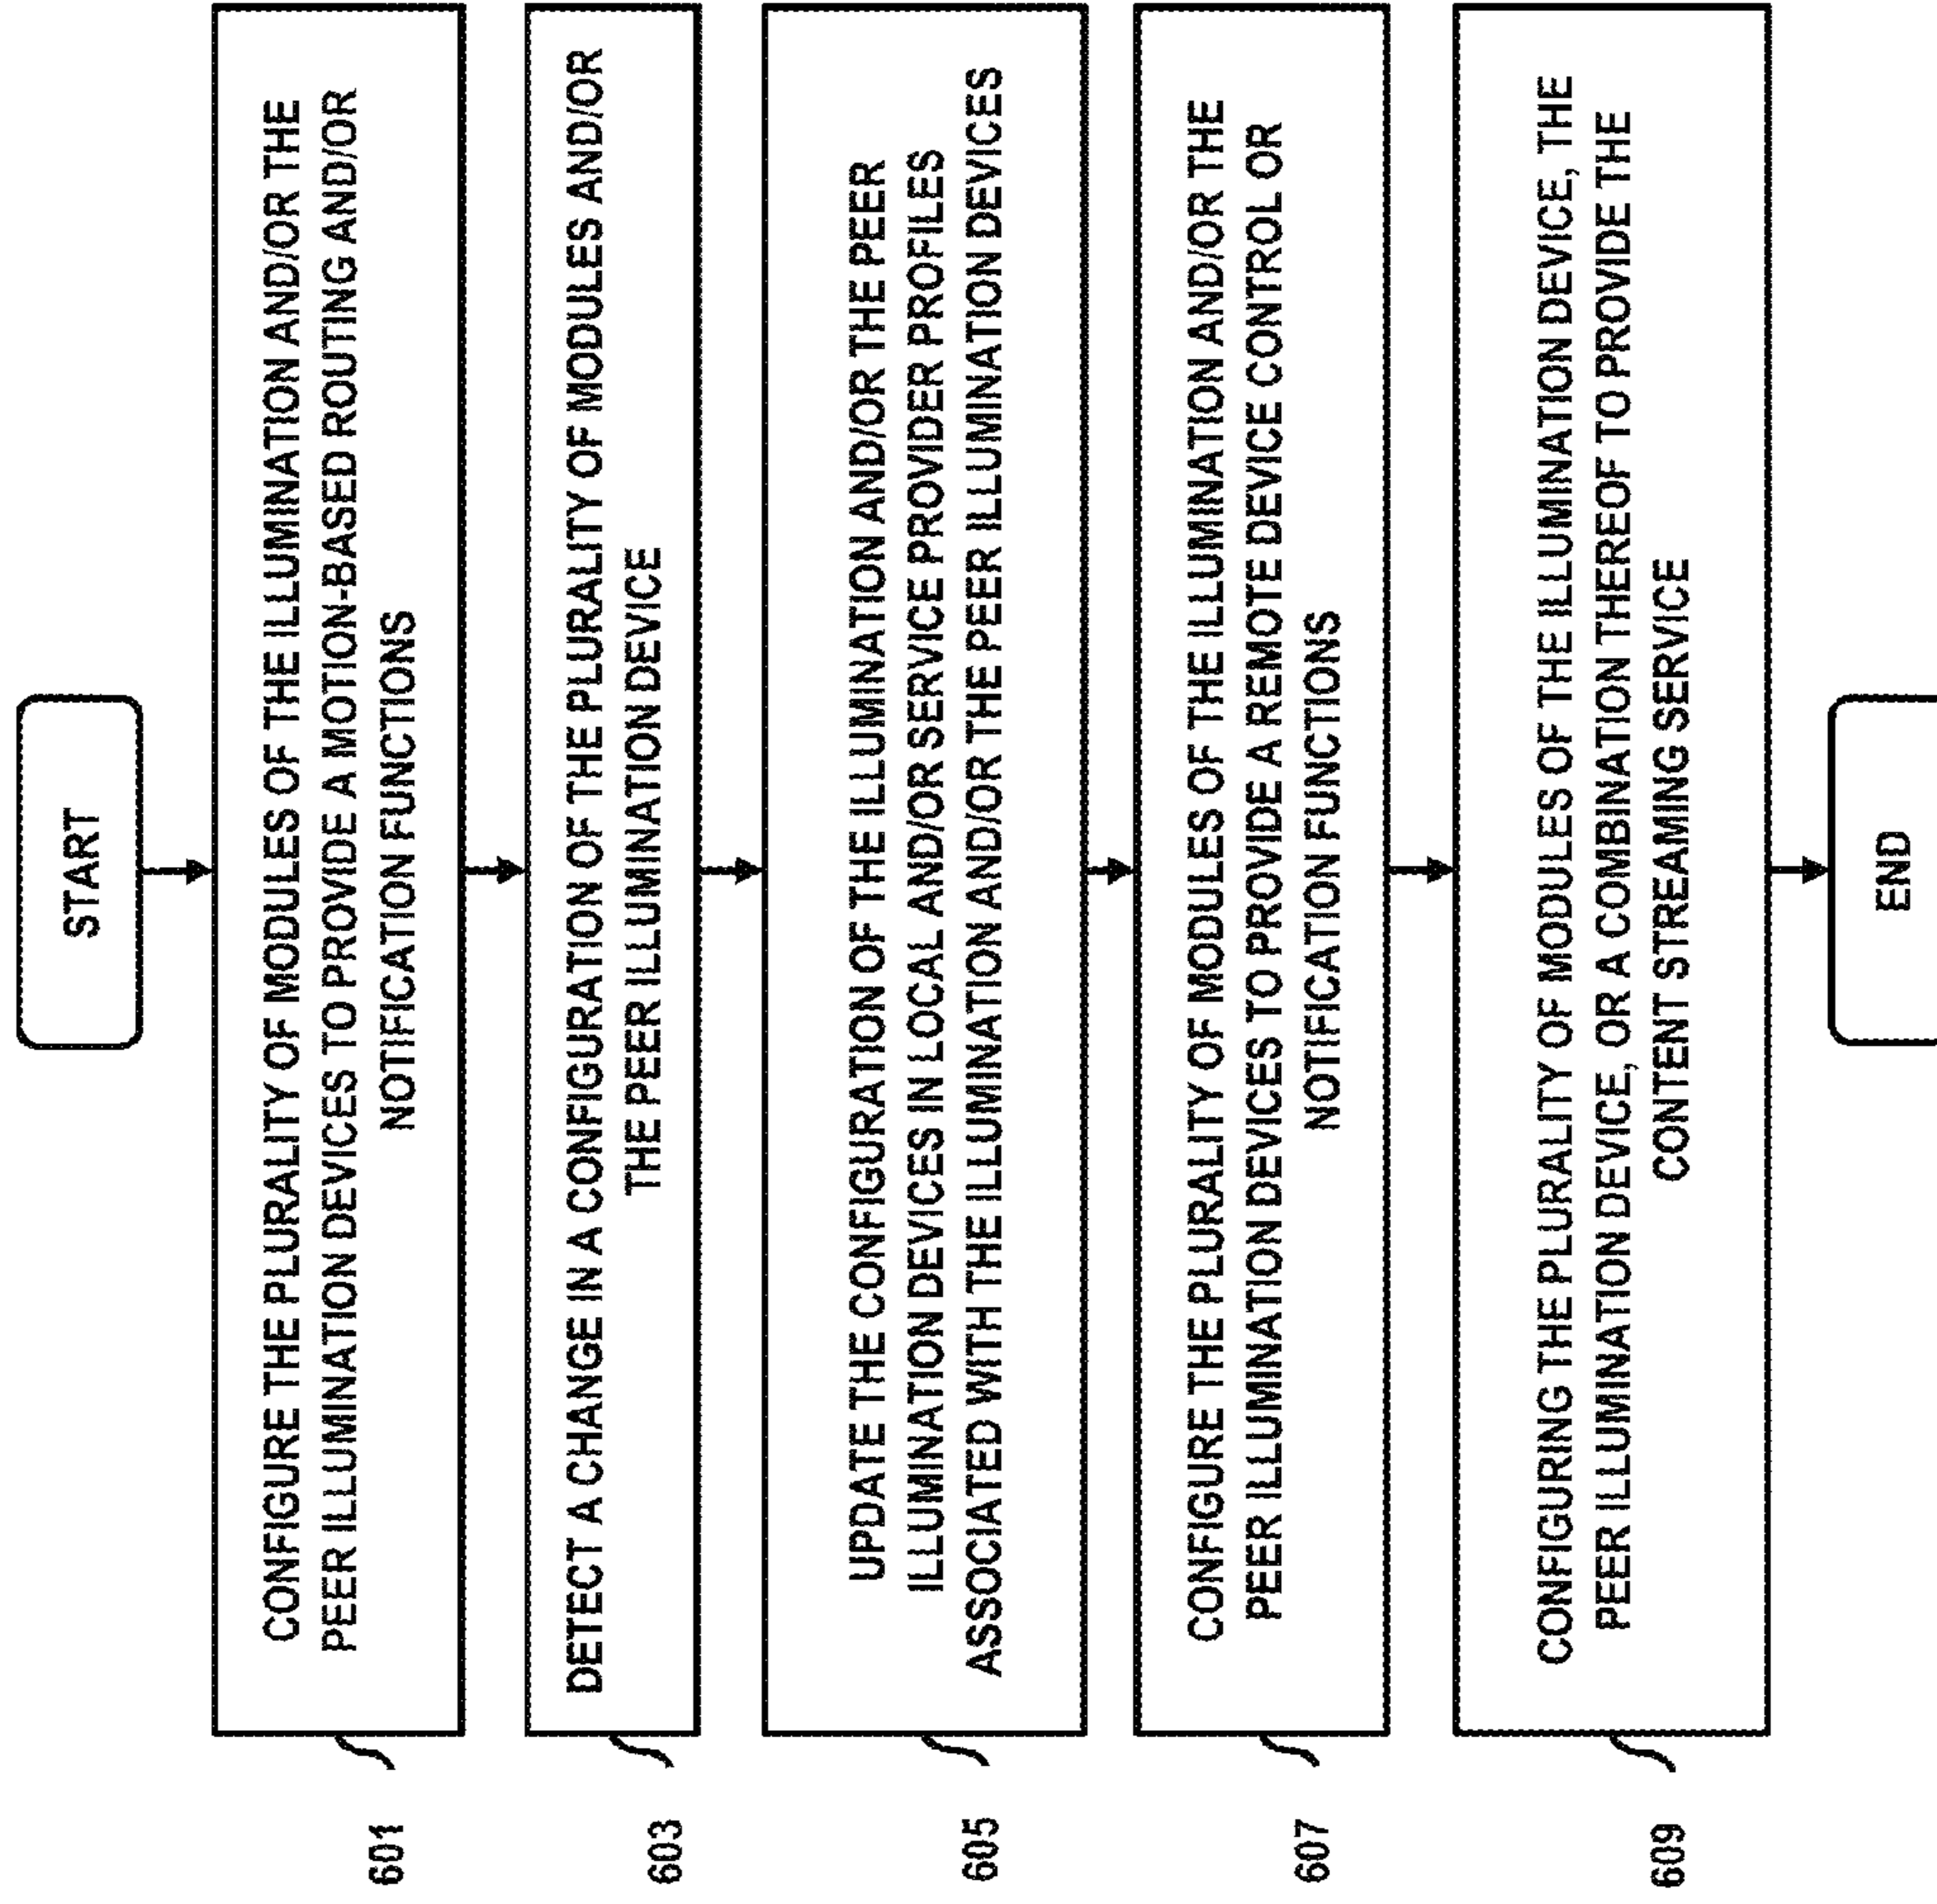 START
CONFIGURE THE PLURALITY OF MODULES OF THE ILLUMINATION AND/OR THE
PEER ILLUMINATION DEVICES TO PROVIDE A MOTION-BASED ROUTING AND/OR
NOTIFICATION FUNCTIONS
601
DETECT A CHANGE IN A CONFIGURATION OF THE PLURALITY OF MODULES AND/OR
THE PEER ILLUMINATION DEVICE
603
UPDATE THE CONFIGURATION OF THE ILLUMINATION AND/OR THE PEER
ILLUMINATION DEVICES IN LOCAL AND/OR SERVICE PROVIDER PROFILES
ASSOCIATED WITH THE ILLUMINATION AND/OR THE PEER ILLUMINATION DEVICES
605
CONFIGURE THE PLURALITY OF MODULES OF THE ILLUMINATION AND/OR THE
PEER ILLUMINATION DEVICES TO PROVIDE A REMOTE DEVICE CONTROL OR
NOTIFICATION FUNCTIONS
607
CONFIGURING THE PLURALITY OF MODULES OF THE ILLUMINATION DEVICE, THE
PEER ILLUMINATION DEVICE, OR A COMBINATION THEREOF TO PROVIDE THE
CONTENT STREAMING SERVICE
609
END